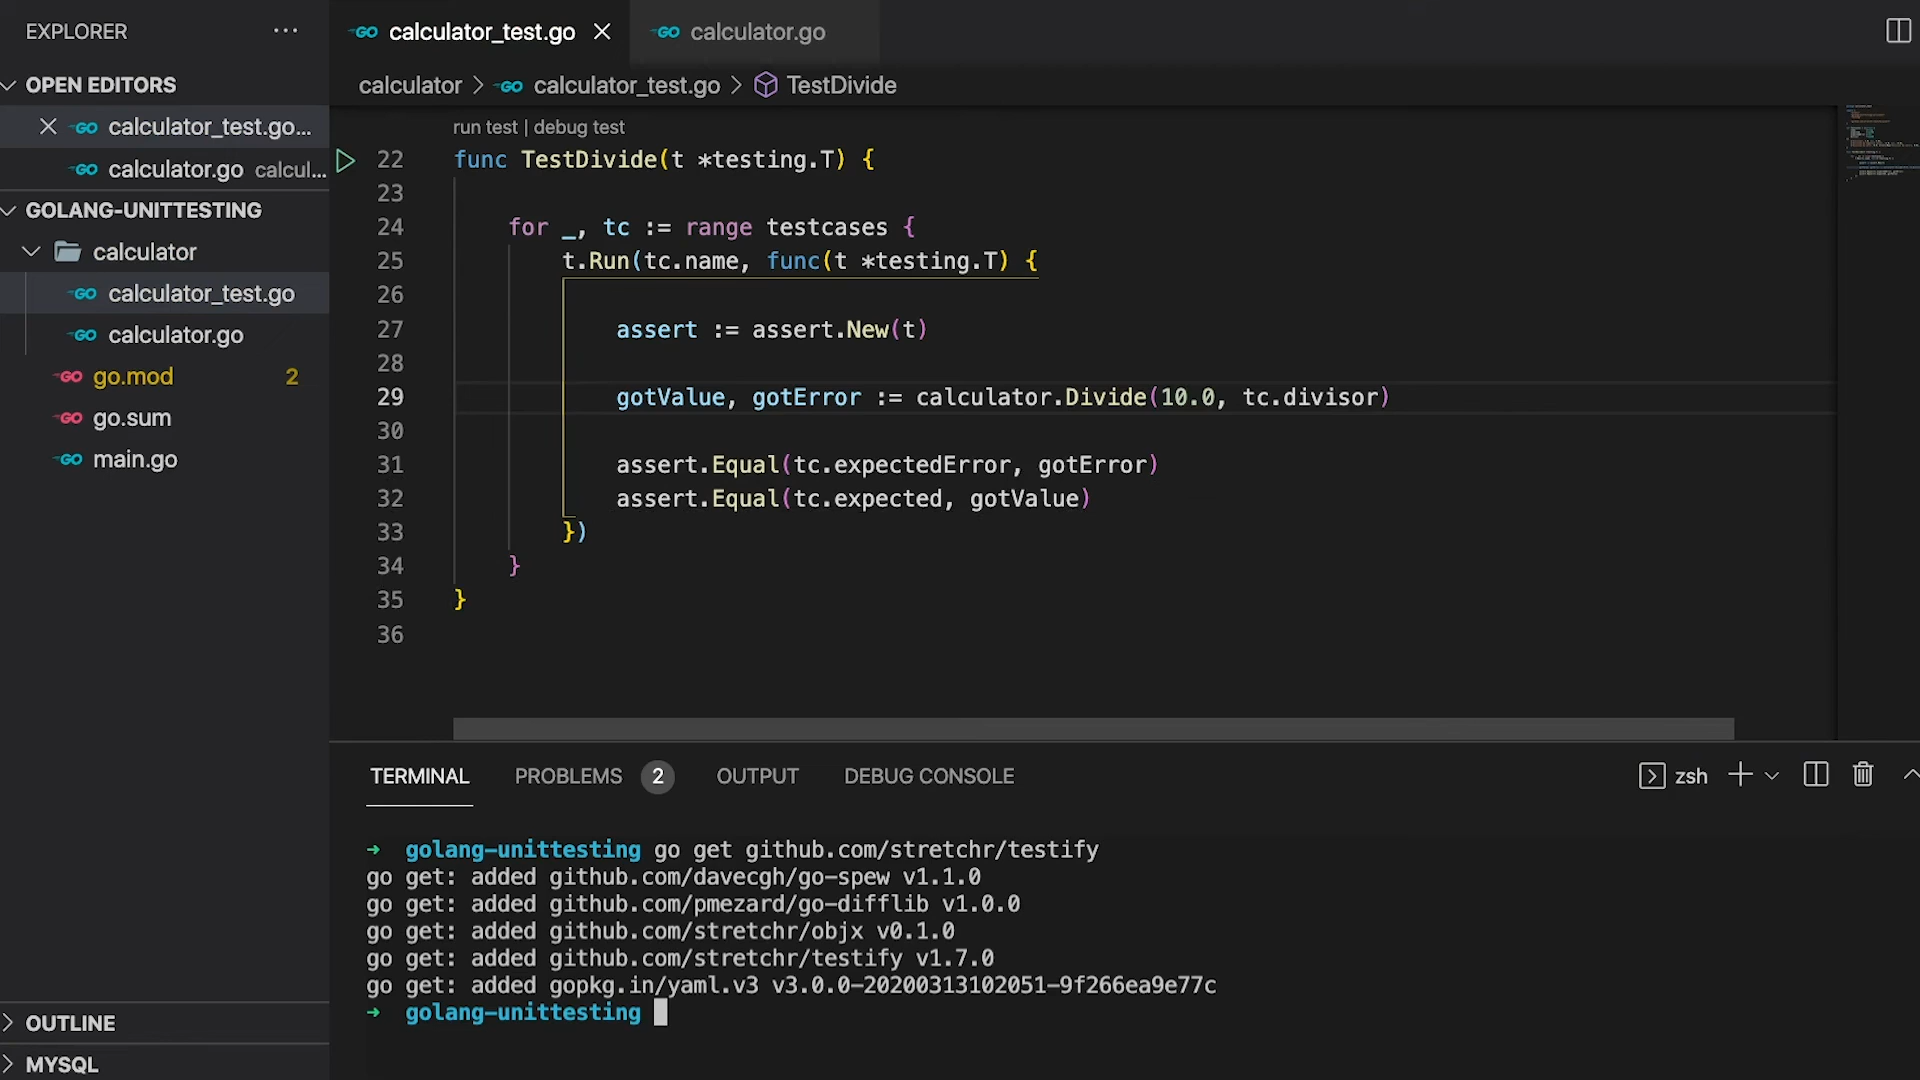 EXPLORER
OPEN EDITORS
calculator_test.go...
calculator.go calcul...
GOLANG-UNITTESTING
calculator
GO calculator_test.go
GO calculator.go
GO go.mod 2
GO go.sum
GO main.go
OUTLINE
MYSQL
GO calculator_test.go
GO calculator.go
calculator > GO calculator_test.go > TestDivide
run test | debug test
22 func TestDivide(t *testing.T) {
23
24 for _, tc := range testcases {
25 t.Run(tc.name, func(t *testing.T) {
26
27 assert := assert.New(t)
28
29 gotValue, gotError := calculator.Divide(10.0, tc.divisor)
30
31 assert.Equal(tc.expectedError, gotError)
32 assert.Equal(tc.expected, gotValue)
33 })
34 }
35 }
36
TERMINAL PROBLEMS 2 OUTPUT DEBUG CONSOLE zsh
→ golang-unittesting go get github.com/stretchr/testify
go get: added github.com/davecgh/go-spew v1.1.0
go get: added github.com/pmezard/go-difflib v1.0.0
go get: added github.com/stretchr/objx v0.1.0
go get: added github.com/stretchr/testify v1.7.0
go get: added gopkg.in/yaml.v3 v3.0.0-20200313102051-9f266ea9e77c
→ golang-unittesting